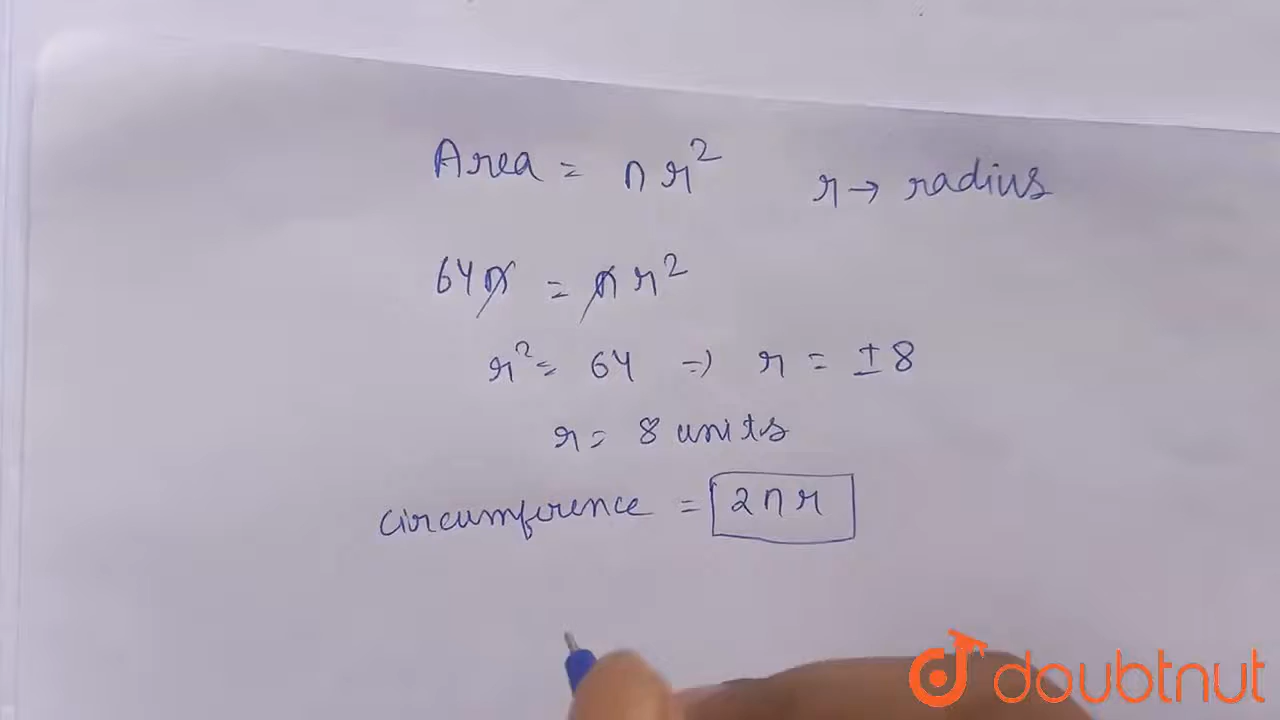 Area = πr² r → radius
64π = πr²
r² = 64 ⇒ r = ±8
r = 8 units
circumference = 2πr
doubtnut